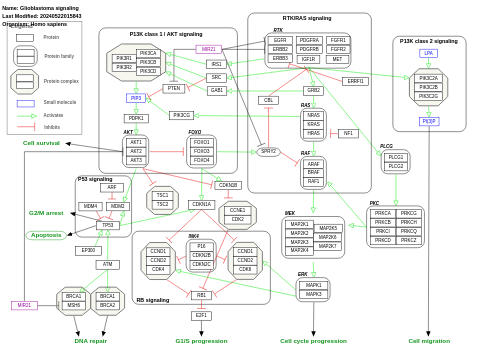 Name: Glioblastoma signaling
Last Modified: 20240522015843
Organism: Homo sapiens
Protein
Protein family
Protein complex
Small molecule
Activates
Inhibits
P13K class 1 / AKT signaling
PIK3R1
PIK3R2
PIK3CA
PIK3CB
PIK3CD
MIR21
IRS1
SRC
GAB1
PTEN
PIP3
PDPK1
PIK3CG
AKT
AKT1
AKT2
AKT3
FOXO
FOXO1
FOXO3
FOXO4
RTK/RAS signaling
RTK
EGFR
ERBB2
ERBB3
PDGFRA
PDGFRB
IGF1R
FGFR1
FGFR2
MET
ERRFI1
CBL
GRB2
RAS
NRAS
KRAS
HRAS
NF1
SPRY2
RAF
ARAF
BRAF
RAF1
P13K class 2 signaling
LPA
PIK3C2A
PIK3C2B
PIK3C2G
PI(3)P
PLCG
PLCG1
PLCG2
PKC
PRKCA
PRKCB
PRKCI
PRKCD
PRKCG
PRKCH
PRKCQ
PRKCZ
Cell survival
P53 signaling
ARF
MDM4
MDM2
TP53
G2/M arrest
Apoptosis
EP300
ATM
TSC1
TSC2
CDKN1B
CDKN1A
CCNE1
CDK2
MEK
MAP2K1
MAP2K2
MAP2K3
MAP2K4
MAP2K5
MAP2K6
MAP2K7
CCND1
CCND2
CDK4
INK4
P16
CDKN2B
CDKN2C
CCND1
CCND2
CDK6
RB1
RB signaling
ERK
MAPK1
MAPK3
MIR21
BRCA1
MSH6
BRCA1
BRCA2
E2F1
DNA repair
G1/S progression
Cell cycle progression
Cell migration